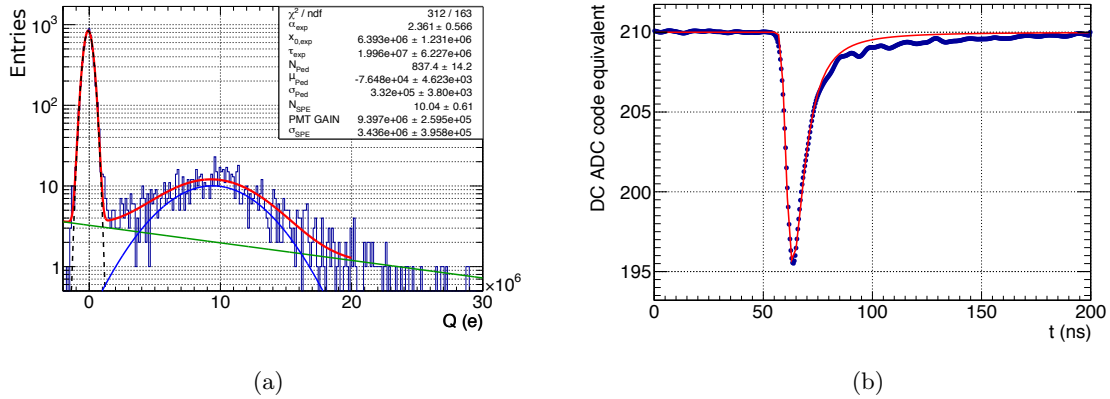 Entries
10³
10²
10
1
0
10
20
30
×10⁶
Q (e)
χ² / ndf 312 / 163
α_exp 2.361 ± 0.566
x_0,exp 6.393e+06 ± 1.231e+06
τ_exp 1.996e+07 ± 6.227e+06
N_Ped 837.4 ± 14.2
μ_Ped -7.648e+04 ± 4.623e+03
σ_Ped 3.32e+05 ± 3.80e+03
N_SPE 10.04 ± 0.61
PMT GAIN 9.397e+06 ± 2.595e+05
σ_SPE 3.436e+06 ± 3.958e+05
(a)
DC ADC code equivalent
210
205
200
195
0
50
100
150
200
t (ns)
(b)